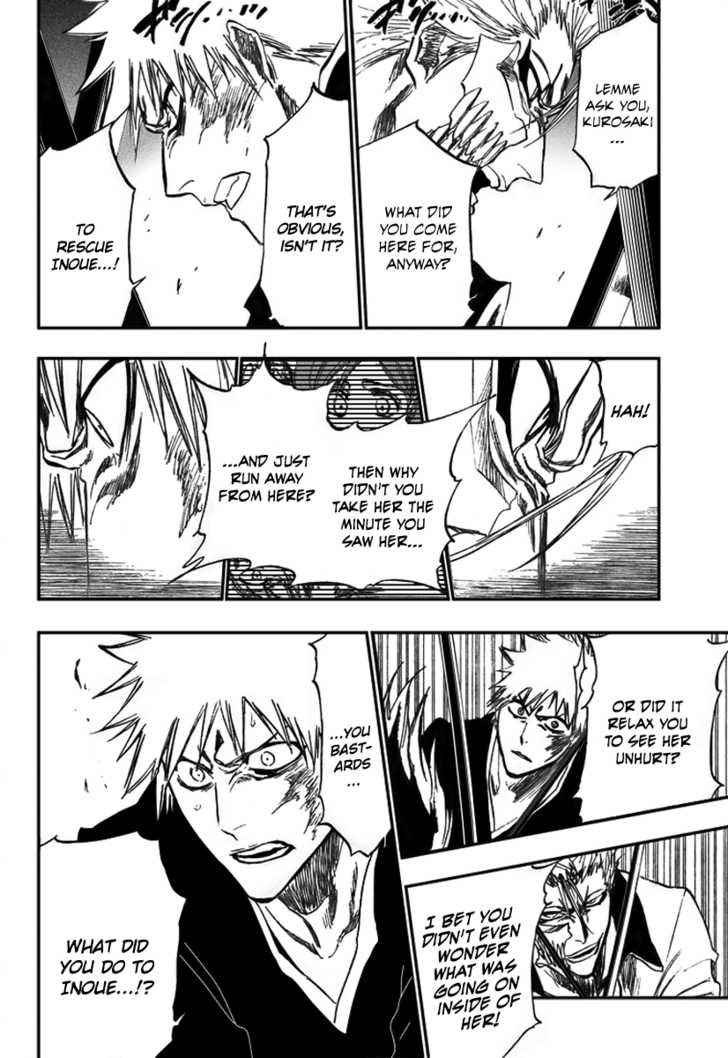 LEMME
ASK YOU,
KUROSAKI
...
WHAT DID
YOU COME
HERE FOR,
ANYWAY?
THAT'S
OBVIOUS,
ISN'T IT?
TO
RESCUE
INOUE...!
HAH!
THEN WHY
DIDN'T YOU
TAKE HER THE
MINUTE YOU
SAW HER...
...AND JUST
RUN AWAY
FROM HERE?
OR DID IT
RELAX YOU
TO SEE HER
UNHURT?
I BET YOU
DIDN'T EVEN
WONDER
WHAT WAS
GOING ON
INSIDE OF
HER!
...YOU
BAST-
ARDS
...
WHAT DID
YOU DO TO
INOUE...!?